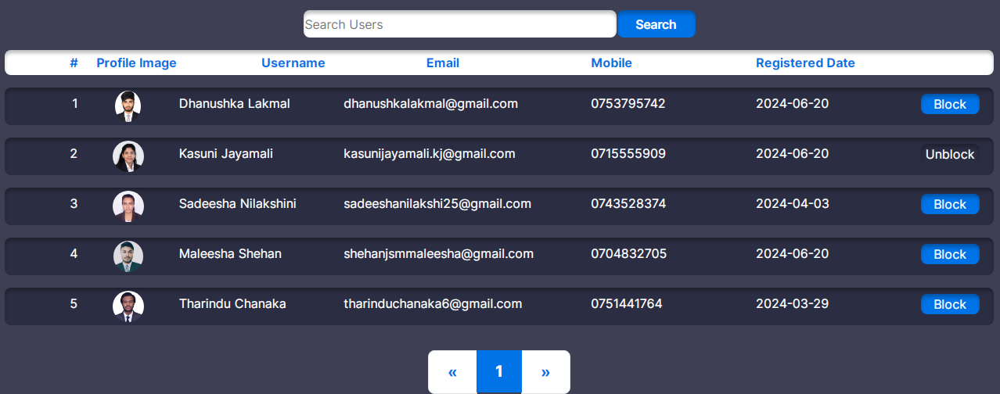 Search Users Search
# Profile Image Username Email Mobile Registered Date
1 Dhanushka Lakmal dhanushkalakmal@gmail.com 0753795742 2024-06-20 Block
2 Kasuni Jayamali kasunijayamali.kj@gmail.com 0715555909 2024-06-20 Unblock
3 Sadeesha Nilakshini sadeeshanilakshi25@gmail.com 0743528374 2024-04-03 Block
4 Maleesha Shehan shehanjsmmaleesha@gmail.com 0704832705 2024-06-20 Block
5 Tharindu Chanaka tharinduchanaka6@gmail.com 0751441764 2024-03-29 Block
« 1 »